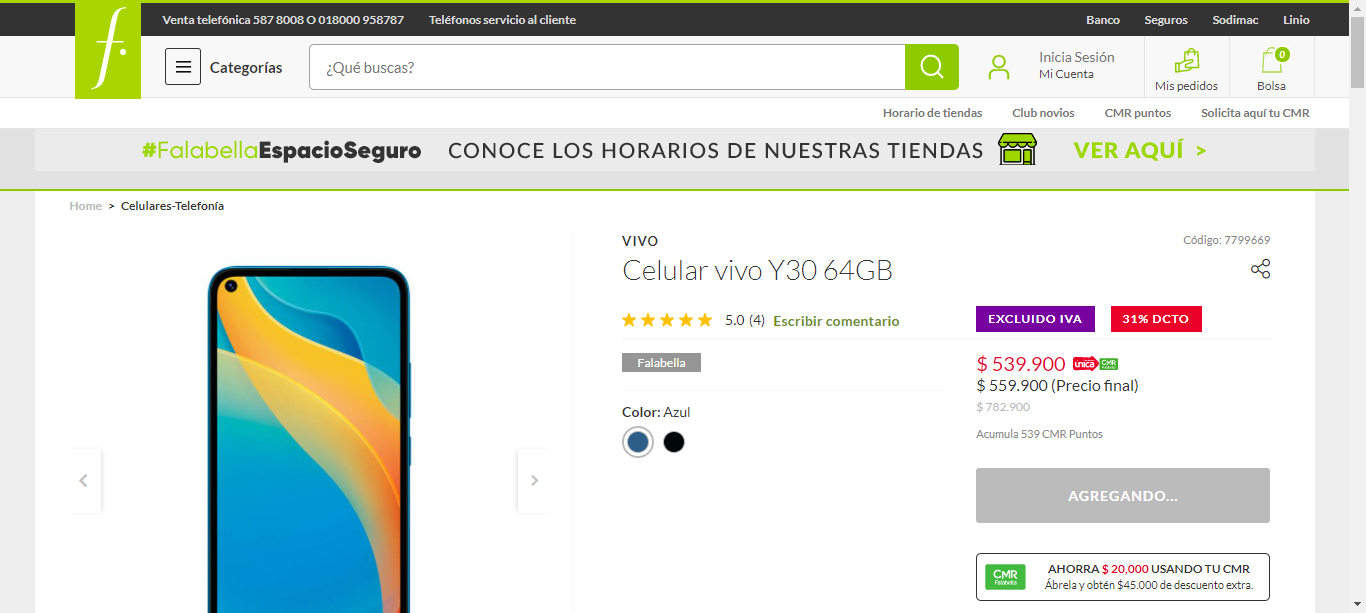 Venta telefónica 587 8008 O 018000 958787 Teléfonos servicio al cliente Banco Seguros Sodimac Linio
f.
Categorías ¿Qué buscas? Inicia Sesión
Mi Cuenta
Mis pedidos
0
Bolsa
Horario de tiendas Club novios CMR puntos Solicita aquí tu CMR
#FalabellaEspacioSeguro CONOCE LOS HORARIOS DE NUESTRAS TIENDAS VER AQUÍ >
Home > Celulares-Telefonía
VIVO
Código: 7799669
Celular vivo Y30 64GB
5.0 (4) Escribir comentario
EXCLUIDO IVA 31% DCTO
Falabella
$ 539.900 única CMR Falabella
$ 559.900 (Precio final)
$ 782.900
Acumula 539 CMR Puntos
Color: Azul
AGREGANDO...
CMR
Falabella
AHORRA $ 20,000 USANDO TU CMR
Ábrela y obtén $45.000 de descuento extra.